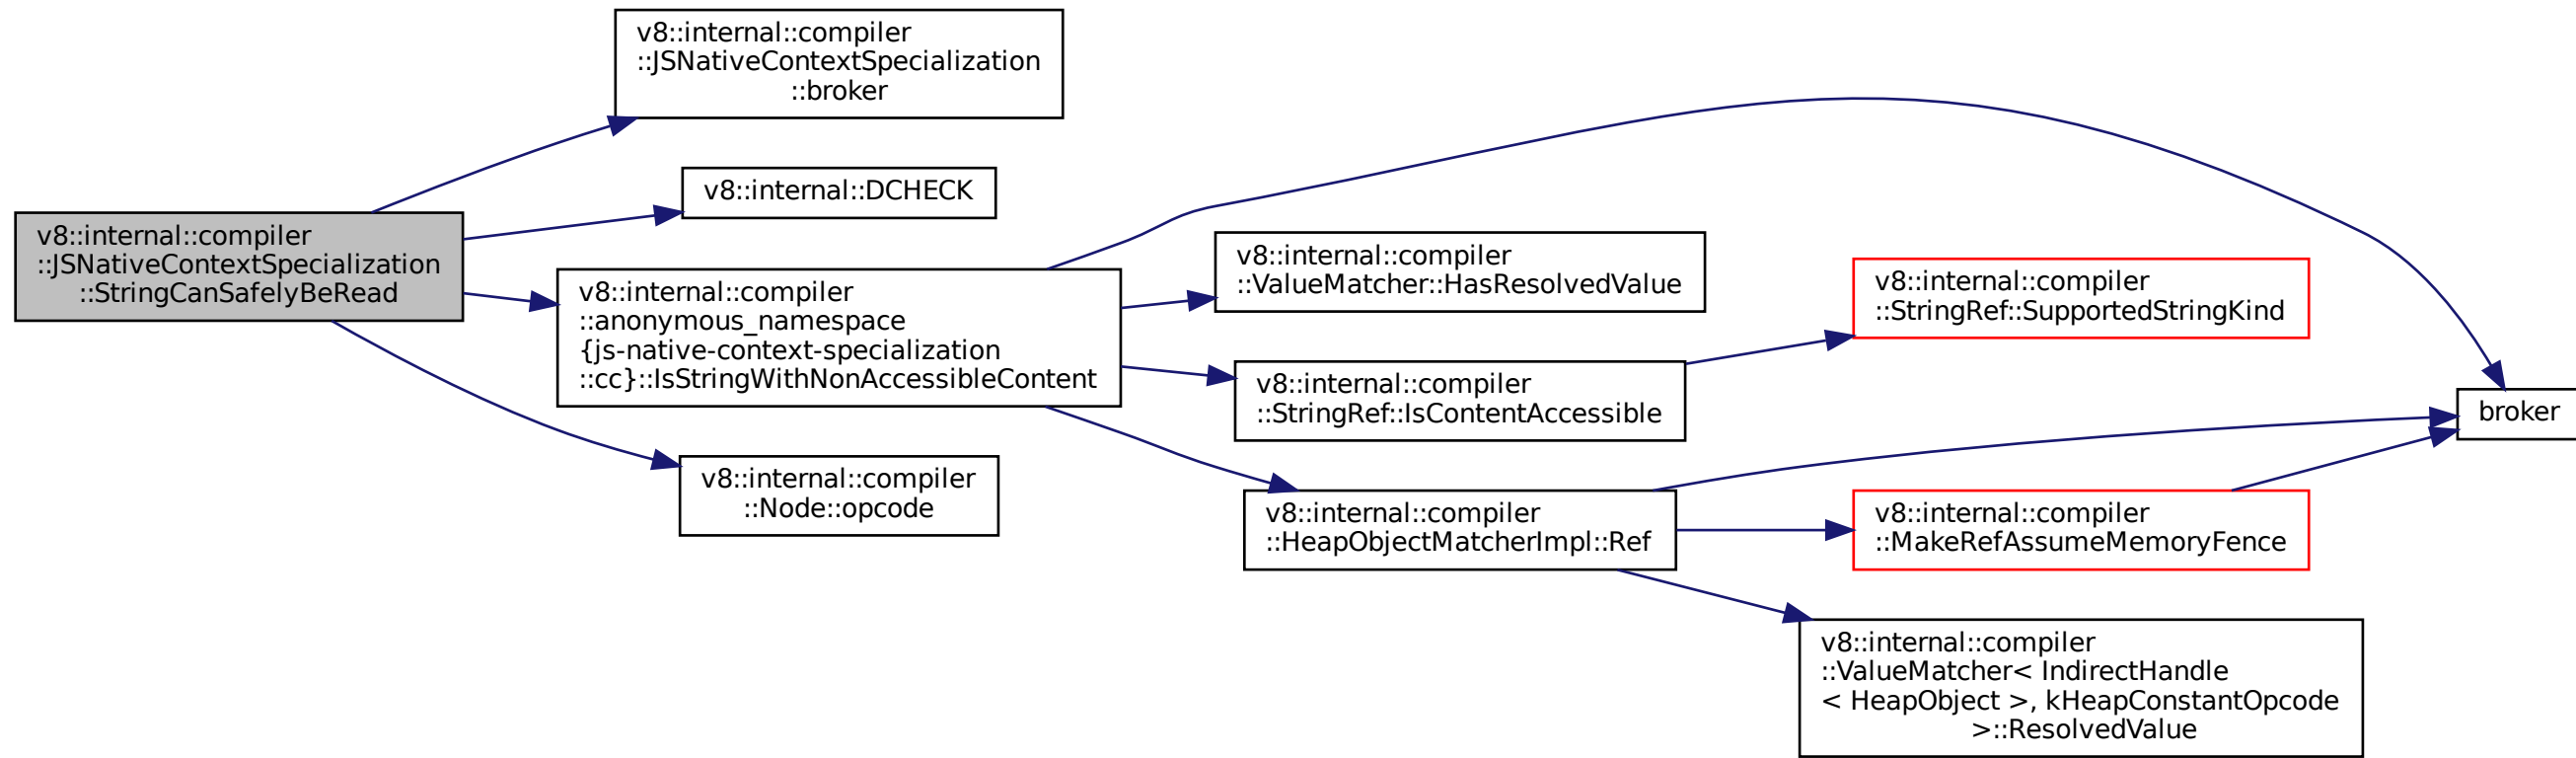 v8::internal::compiler
::JSNativeContextSpecialization
::StringCanSafelyBeRead
v8::internal::compiler
::JSNativeContextSpecialization
::broker
v8::internal::DCHECK
v8::internal::compiler
::anonymous_namespace
{js-native-context-specialization
::cc}::IsStringWithNonAccessibleContent
v8::internal::compiler
::Node::opcode
v8::internal::compiler
::ValueMatcher::HasResolvedValue
v8::internal::compiler
::StringRef::IsContentAccessible
v8::internal::compiler
::HeapObjectMatcherImpl::Ref
v8::internal::compiler
::StringRef::SupportedStringKind
v8::internal::compiler
::MakeRefAssumeMemoryFence
v8::internal::compiler
::ValueMatcher< IndirectHandle
< HeapObject >, kHeapConstantOpcode
>::ResolvedValue
broker